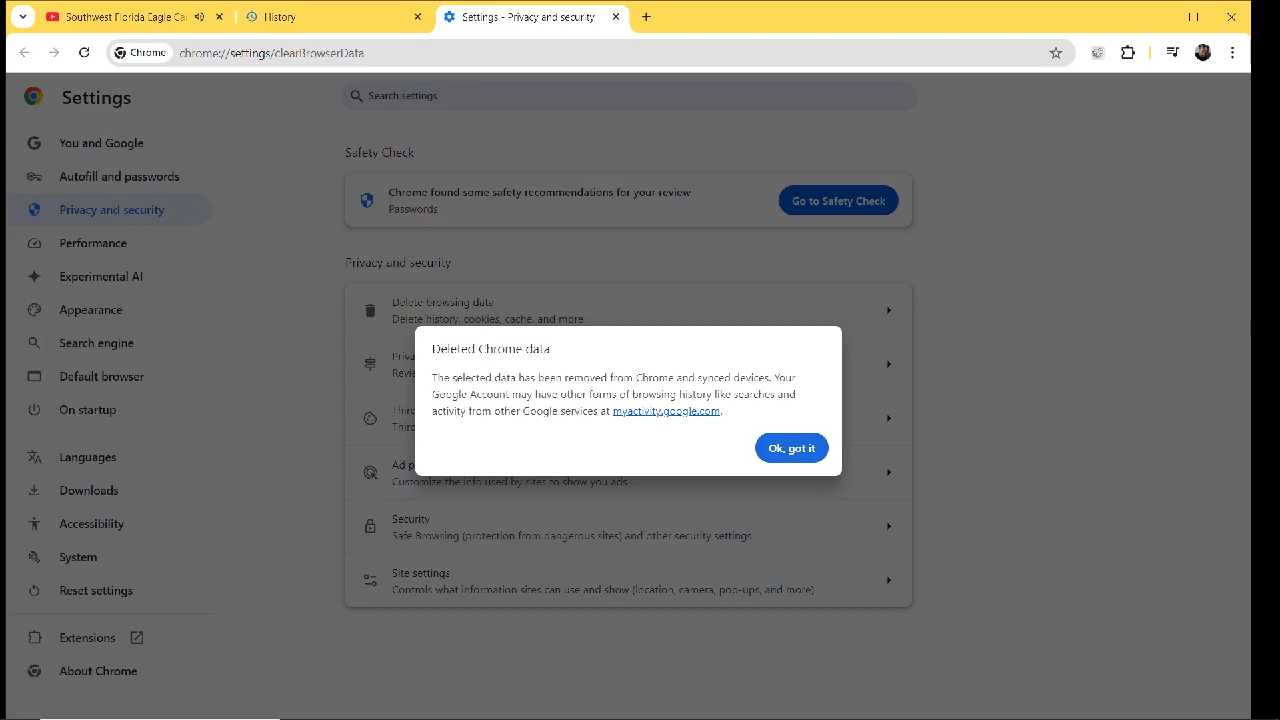 Southwest Florida Eagle Ca
History
Settings - Privacy and security
Chrome
chrome://settings/clearBrowserData
Settings
Search settings
You and Google
Autofill and passwords
Privacy and security
Performance
Experimental AI
Appearance
Search engine
Default browser
On startup
Languages
Downloads
Accessibility
System
Reset settings
Extensions
About Chrome
Safety Check
Chrome found some safety recommendations for your review
Passwords
Go to Safety Check
Privacy and security
Delete browsing data
Delete history, cookies, cache, and more
Priva
Revie
Third
Third
Ad p
Customize the info used by sites to show you ads
Security
Safe Browsing (protection from dangerous sites) and other security settings
Site settings
Controls what information sites can use and show (location, camera, pop-ups, and more)
Deleted Chrome data
The selected data has been removed from Chrome and synced devices. Your
Google Account may have other forms of browsing history like searches and
activity from other Google services at myactivity.google.com.
Ok, got it